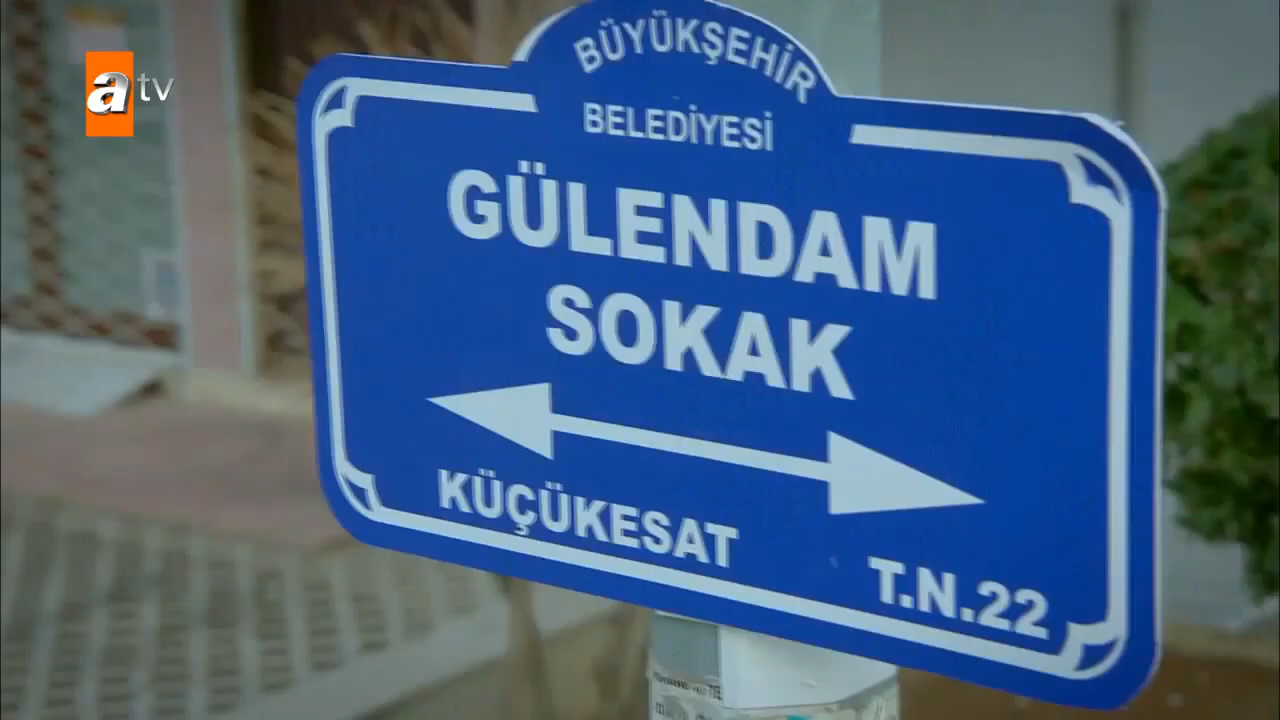 atv
BÜYÜKŞEHİR
BELEDİYESİ
GÜLENDAM
SOKAK
KÜÇÜKESAT
T.N.22